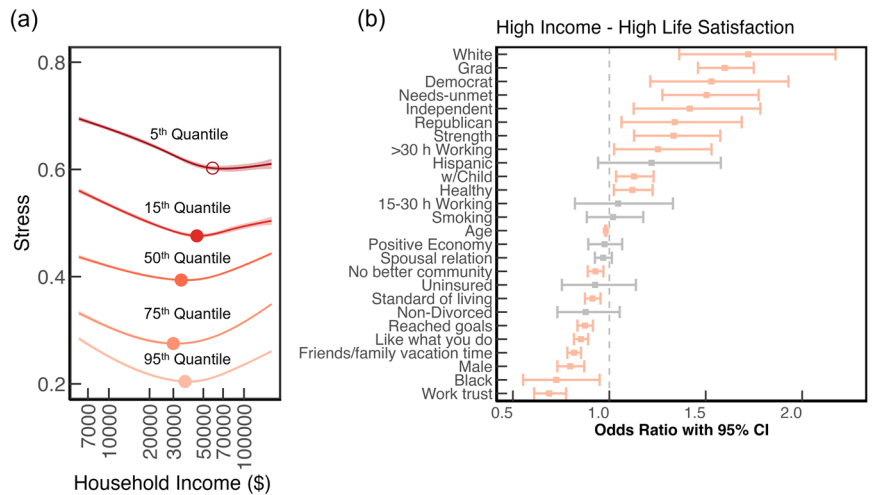 (a)
0.8
0.6
0.4
0.2
Stress
5th Quantile
15th Quantile
50th Quantile
75th Quantile
95th Quantile
7000
10000
20000
30000
50000
70000
100000
Household Income ($)
(b)
High Income - High Life Satisfaction
White
Grad
Democrat
Needs-unmet
Independent
Republican
Strength
>30 h Working
Hispanic
w/Child
Healthy
15-30 h Working
Smoking
Age
Positive Economy
Spousal relation
No better community
Uninsured
Standard of living
Non-Divorced
Reached goals
Like what you do
Friends/family vacation time
Male
Black
Work trust
0.5
1.0
1.5
2.0
Odds Ratio with 95% CI